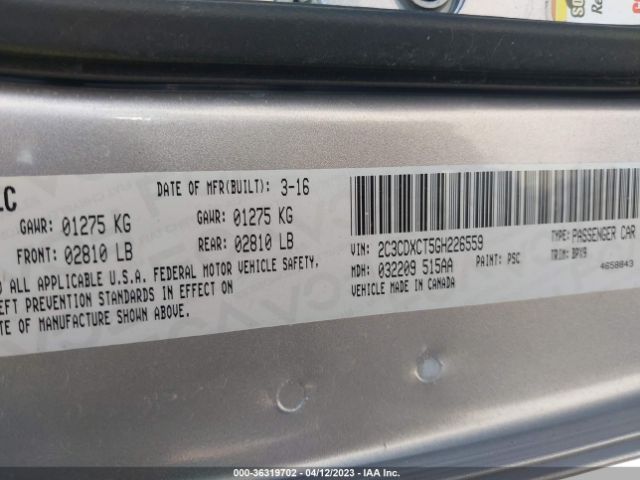 LC
DATE OF MFR(BUILT): 3-16
GAWR: 01275 KG GAWR: 01275 KG
FRONT: 02810 LB REAR: 02810 LB
O ALL APPLICABLE U.S.A. FEDERAL MOTOR VEHICLE SAFETY,
EFT PREVENTION STANDARDS IN EFFECT ON
TE OF MANUFACTURE SHOWN ABOVE.
VIN: 2C3CDXCT5GH226559 TYPE: PASSENGER CAR
MDH: 032209 515AA PAINT: PSC TRIM: BPX9
VEHICLE MADE IN CANADA 4658843
000-36319702 - 04/12/2023 - IAA Inc.